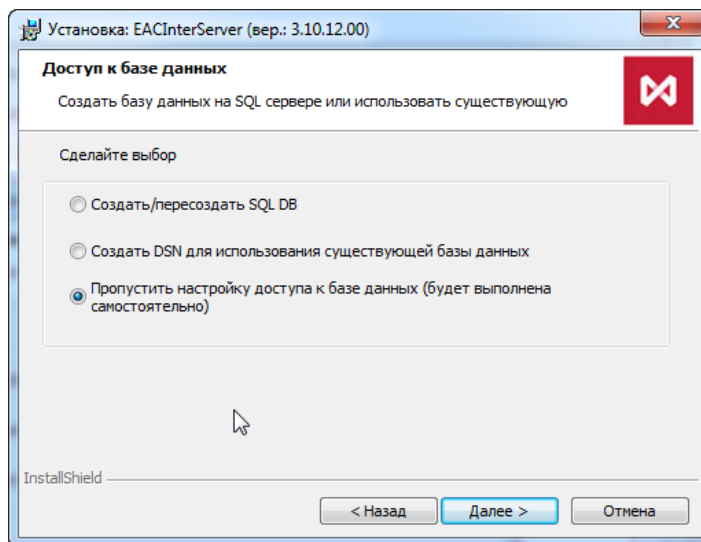 Установка: EACInterServer (вер.: 3.10.12.00)
Доступ к базе данных
Создать базу данных на SQL сервере или использовать существующую
Сделайте выбор
Создать/пересоздать SQL DB
Создать DSN для использования существующей базы данных
Пропустить настройку доступа к базе данных (будет выполнена
самостоятельно)
InstallShield
< Назад
Далее >
Отмена